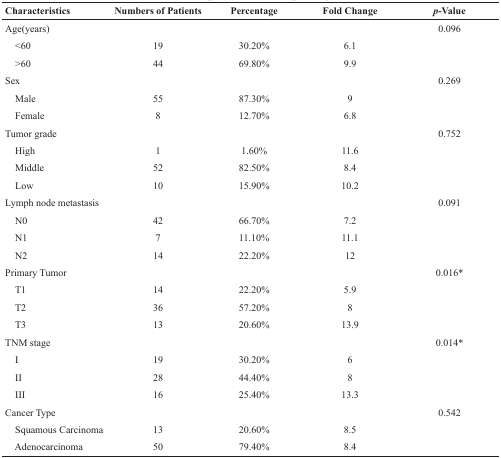 Characteristics Numbers of Patients Percentage Fold Change p-Value
Age(years) 0.096
<60 19 30.20% 6.1
>60 44 69.80% 9.9
Sex 0.269
Male 55 87.30% 9
Female 8 12.70% 6.8
Tumor grade 0.752
High 1 1.60% 11.6
Middle 52 82.50% 8.4
Low 10 15.90% 10.2
Lymph node metastasis 0.091
N0 42 66.70% 7.2
N1 7 11.10% 11.1
N2 14 22.20% 12
Primary Tumor 0.016*
T1 14 22.20% 5.9
T2 36 57.20% 8
T3 13 20.60% 13.9
TNM stage 0.014*
I 19 30.20% 6
II 28 44.40% 8
III 16 25.40% 13.3
Cancer Type 0.542
Squamous Carcinoma 13 20.60% 8.5
Adenocarcinoma 50 79.40% 8.4